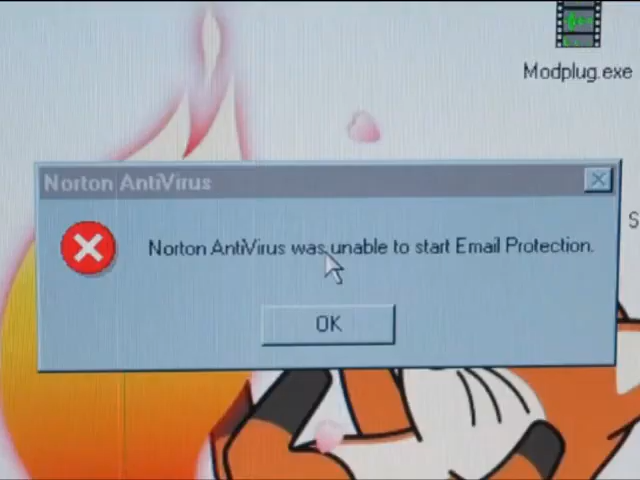 Modplug.exe
Norton AntiVirus
S
Norton AntiVirus was unable to start Email Protection.
OK